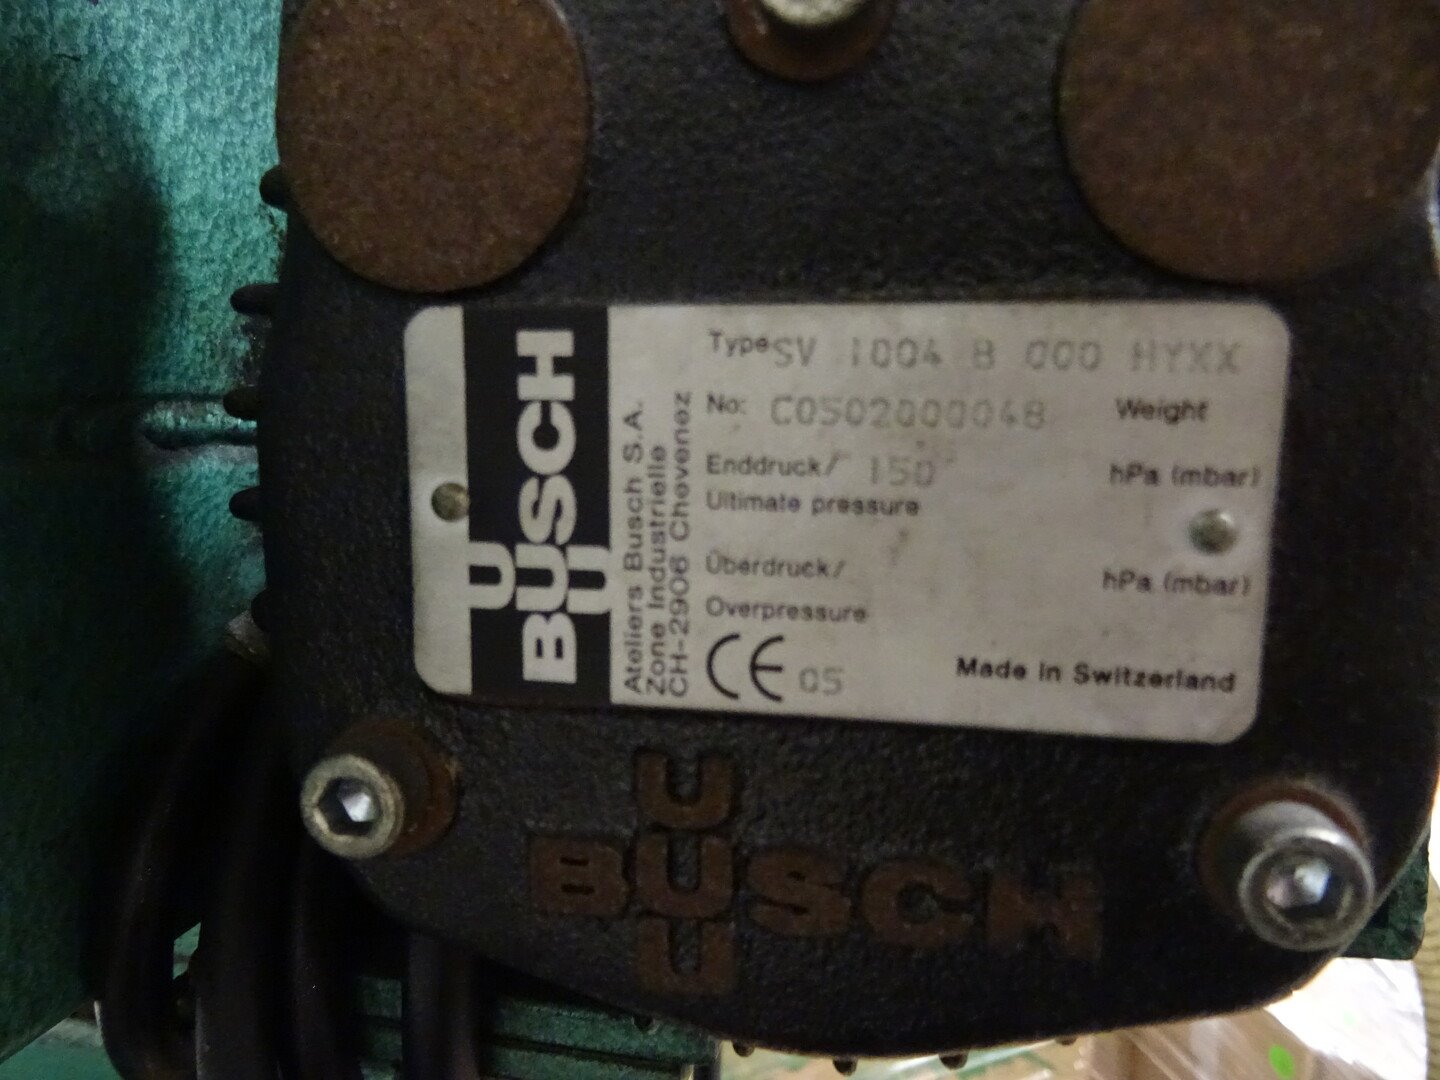 BUSCH
U
U
Ateliers Busch S.A.
Zone Industrielle
CH-2906 Chevenez
Type SV 1004 B 000 HYXX
No: C0502000048 Weight
Enddruck/ 150 hPa (mbar)
Ultimate pressure
Überdruck/ hPa (mbar)
Overpressure
CE 05 Made in Switzerland
U
BUSCH
U